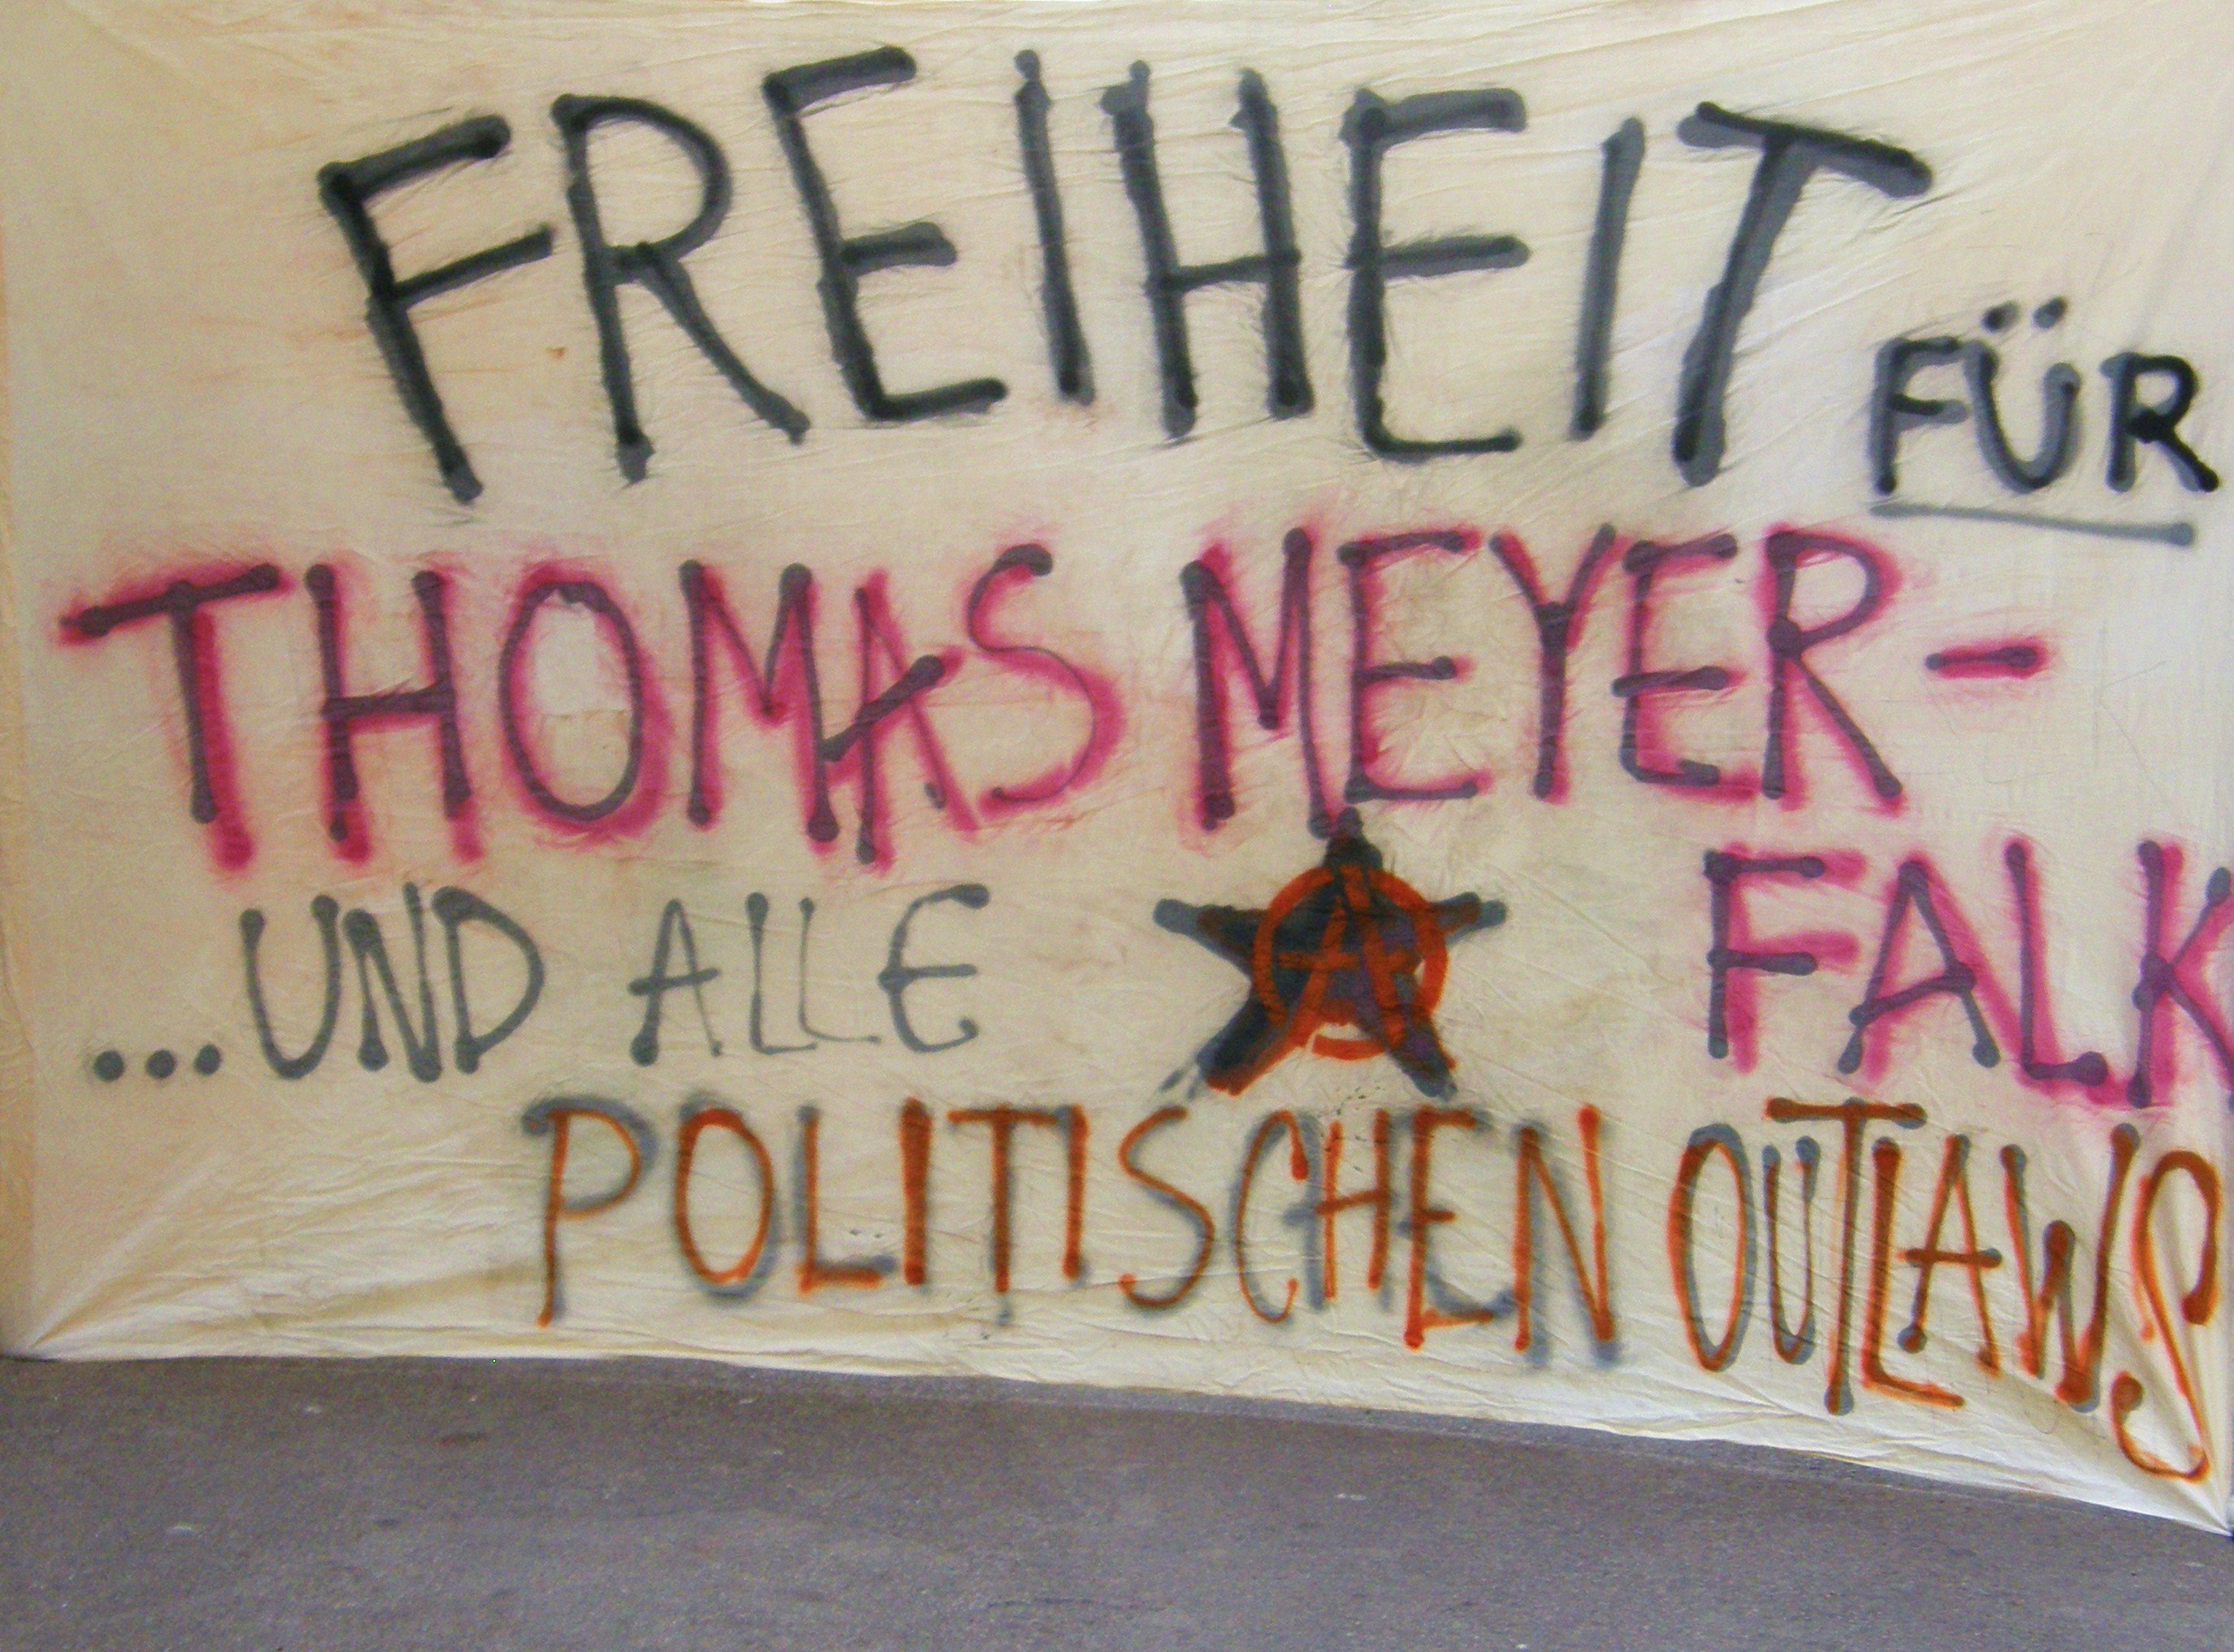 FREIHEIT FÜR
THOMAS MEYER-
FALK
...UND ALLE
POLITISCHEN OUTLAWS